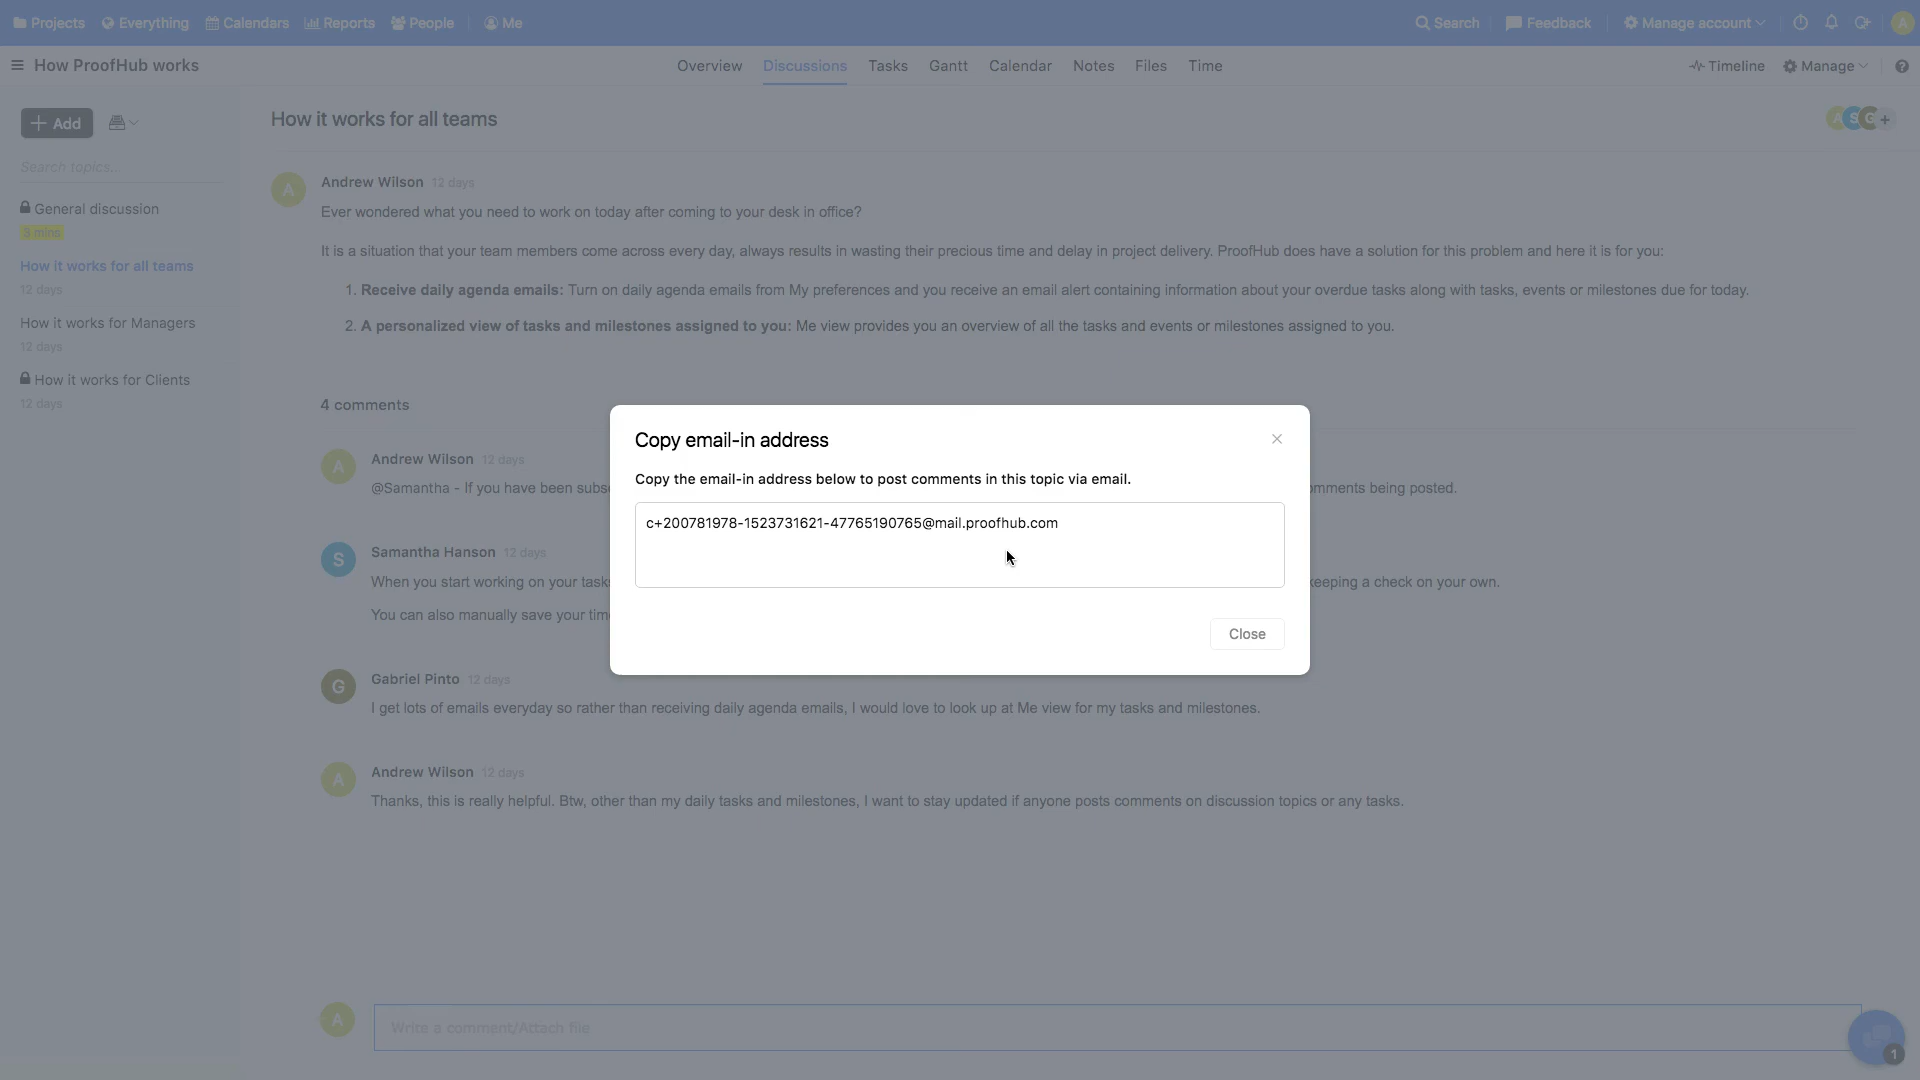 Projects Everything Calendars Reports People Me Search Feedback Manage account A
How ProofHub works Overview Discussions Tasks Gantt Calendar Notes Files Time Timeline Manage ?
+ Add
How it works for all teams A S G +
Search topics...
General discussion
3 mins
How it works for all teams
12 days
How it works for Managers
12 days
How it works for Clients
12 days
A Andrew Wilson 12 days
Ever wondered what you need to work on today after coming to your desk in office?
It is a situation that your team members come across every day, always results in wasting their precious time and delay in project delivery. ProofHub does have a solution for this problem and here it is for you:
1. Receive daily agenda emails: Turn on daily agenda emails from My preferences and you receive an email alert containing information about your overdue tasks along with tasks, events or milestones due for today.
2. A personalized view of tasks and milestones assigned to you: Me view provides you an overview of all the tasks and events or milestones assigned to you.
4 comments
A Andrew Wilson 12 days
@Samantha - If you have been subs
mments being posted.
S Samantha Hanson 12 days
When you start working on your task
keeping a check on your own.
You can also manually save your tim
G Gabriel Pinto 12 days
I get lots of emails everyday so rather than receiving daily agenda emails, I would love to look up at Me view for my tasks and milestones.
A Andrew Wilson 12 days
Thanks, this is really helpful. Btw, other than my daily tasks and milestones, I want to stay updated if anyone posts comments on discussion topics or any tasks.
A Write a comment/Attach file
1
Copy email-in address
Copy the email-in address below to post comments in this topic via email.
c+200781978-1523731621-47765190765@mail.proofhub.com
Close